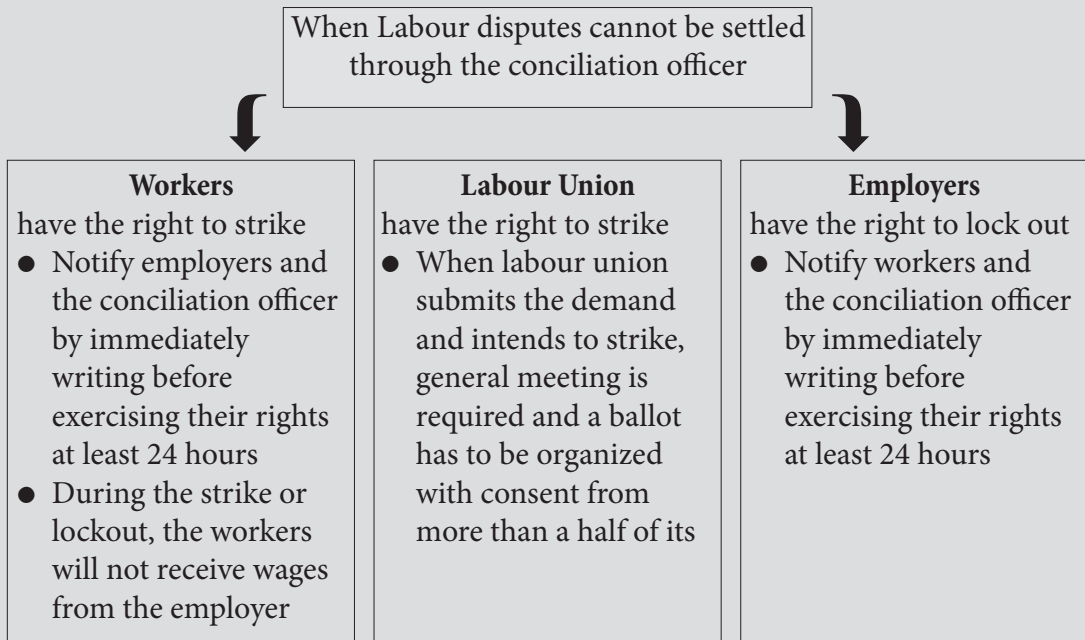 When Labour disputes cannot be settled
through the conciliation officer
Workers
have the right to strike
● Notify employers and
the conciliation officer
by immediately
writing before
exercising their rights
at least 24 hours
● During the strike or
lockout, the workers
will not receive wages
from the employer
Labour Union
have the right to strike
● When labour union
submits the demand
and intends to strike,
general meeting is
required and a ballot
has to be organized
with consent from
more than a half of its
Employers
have the right to lock out
● Notify workers and
the conciliation officer
by immediately
writing before
exercising their rights
at least 24 hours